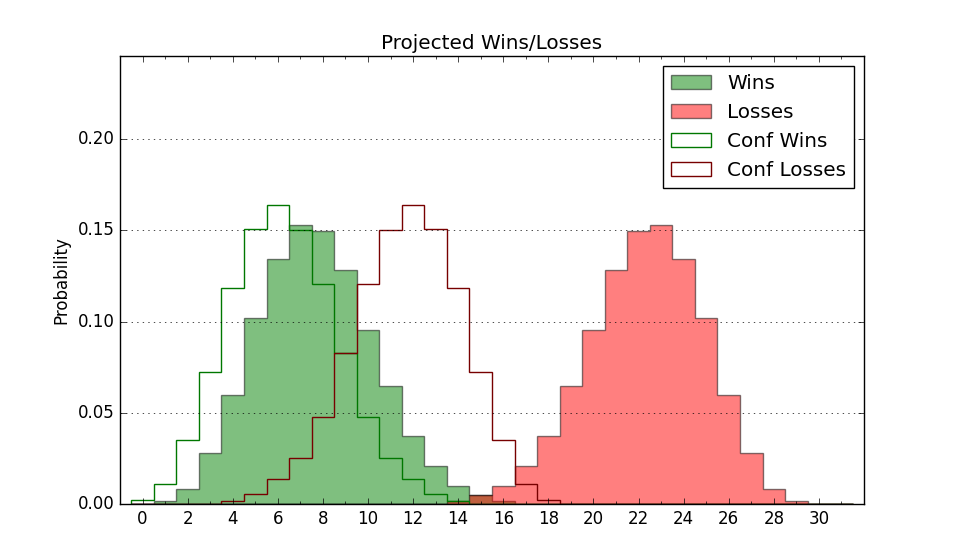 Projected Wins/Losses
Wins
Losses
Conf Wins
Conf Losses
Probability
0.20
0.15
0.10
0.05
0.00
0 2 4 6 8 10 12 14 16 18 20 22 24 26 28 30